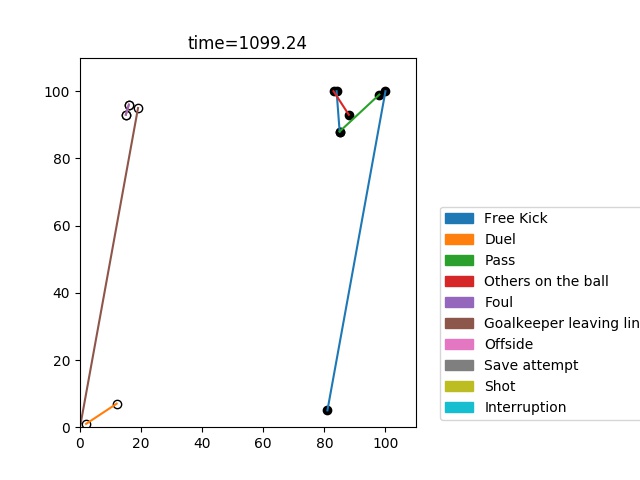 time=1099.24
100
80
60
40
20
0
0 20 40 60 80 100
Free Kick
Duel
Pass
Others on the ball
Foul
Goalkeeper leaving lin
Offside
Save attempt
Shot
Interruption